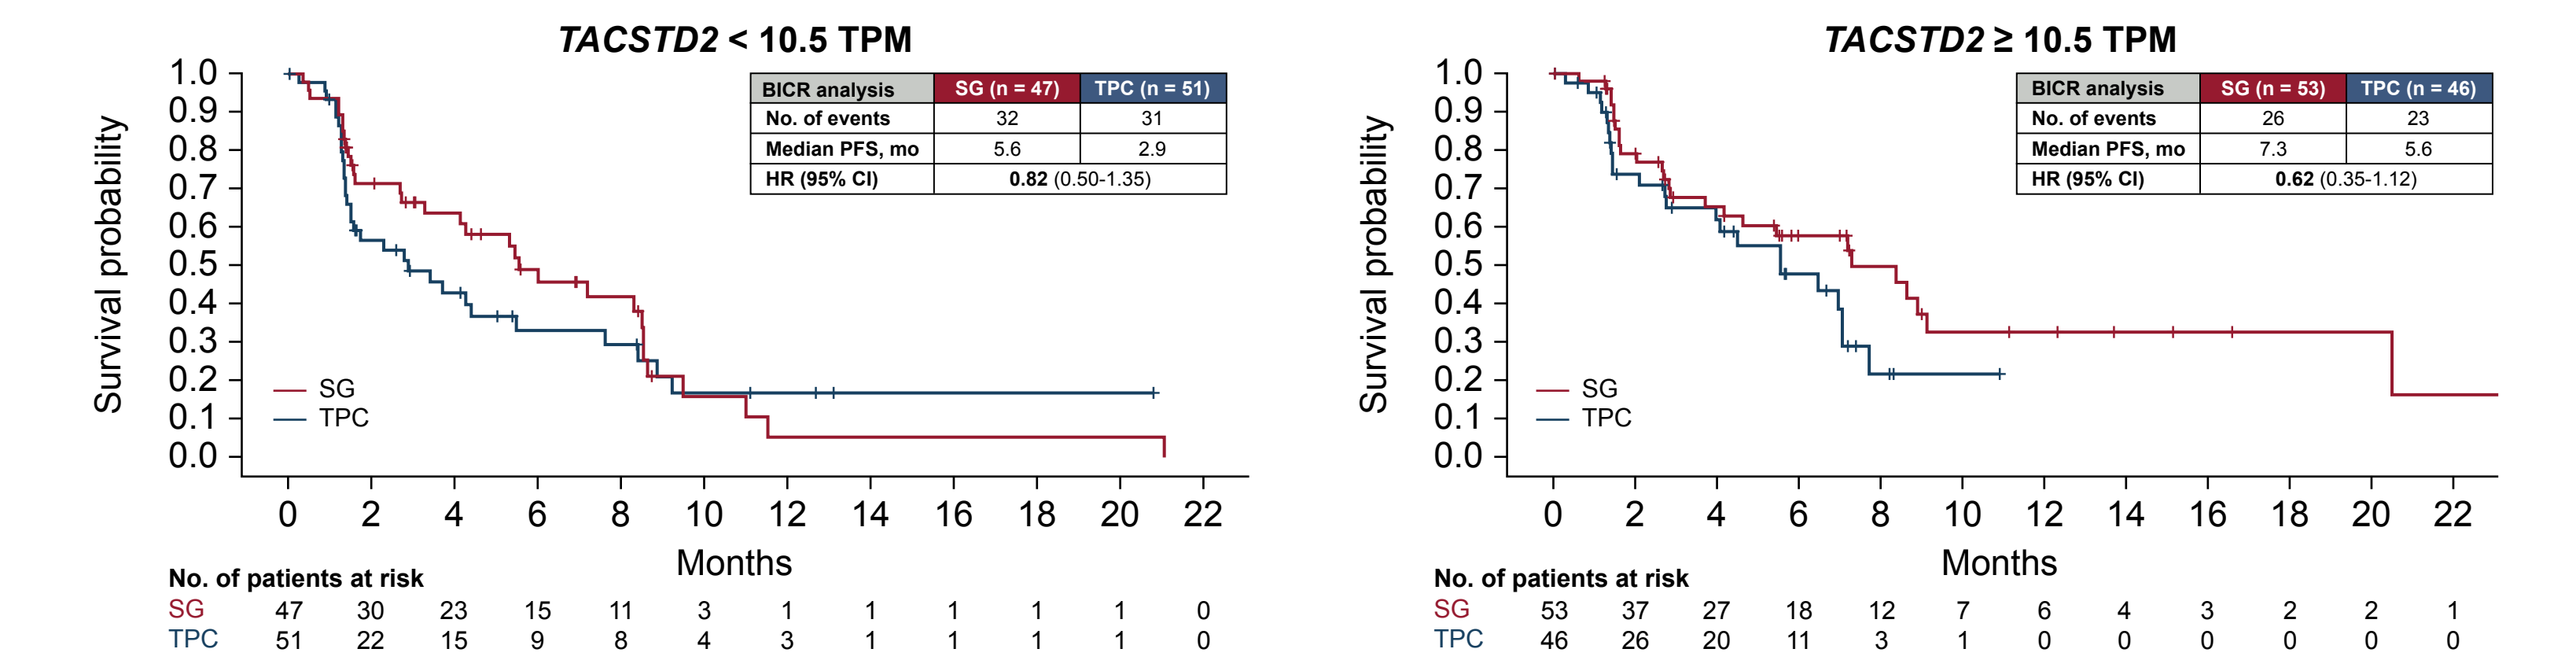 TACSTD2 < 10.5 TPM
BICR analysis SG (n = 47) TPC (n = 51)
No. of events 32 31
Median PFS, mo 5.6 2.9
HR (95% CI) 0.82 (0.50-1.35)
Survival probability
1.0
0.9
0.8
0.7
0.6
0.5
0.4
0.3
0.2
0.1
0.0
SG
TPC
0 2 4 6 8 10 12 14 16 18 20 22
Months
No. of patients at risk
SG 47 30 23 15 11 3 1 1 1 1 1 0
TPC 51 22 15 9 8 4 3 1 1 1 1 0
TACSTD2 ≥ 10.5 TPM
BICR analysis SG (n = 53) TPC (n = 46)
No. of events 26 23
Median PFS, mo 7.3 5.6
HR (95% CI) 0.62 (0.35-1.12)
Survival probability
1.0
0.9
0.8
0.7
0.6
0.5
0.4
0.3
0.2
0.1
0.0
SG
TPC
0 2 4 6 8 10 12 14 16 18 20 22
Months
No. of patients at risk
SG 53 37 27 18 12 7 6 4 3 2 2 1
TPC 46 26 20 11 3 1 0 0 0 0 0 0